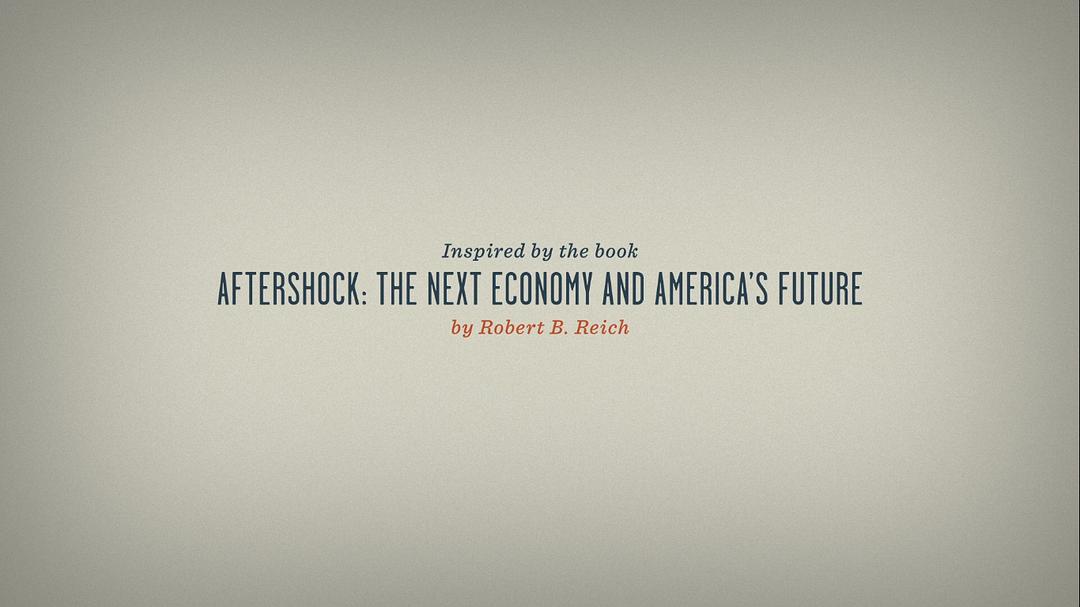 Inspired by the book
AFTERSHOCK: THE NEXT ECONOMY AND AMERICA'S FUTURE
by Robert B. Reich